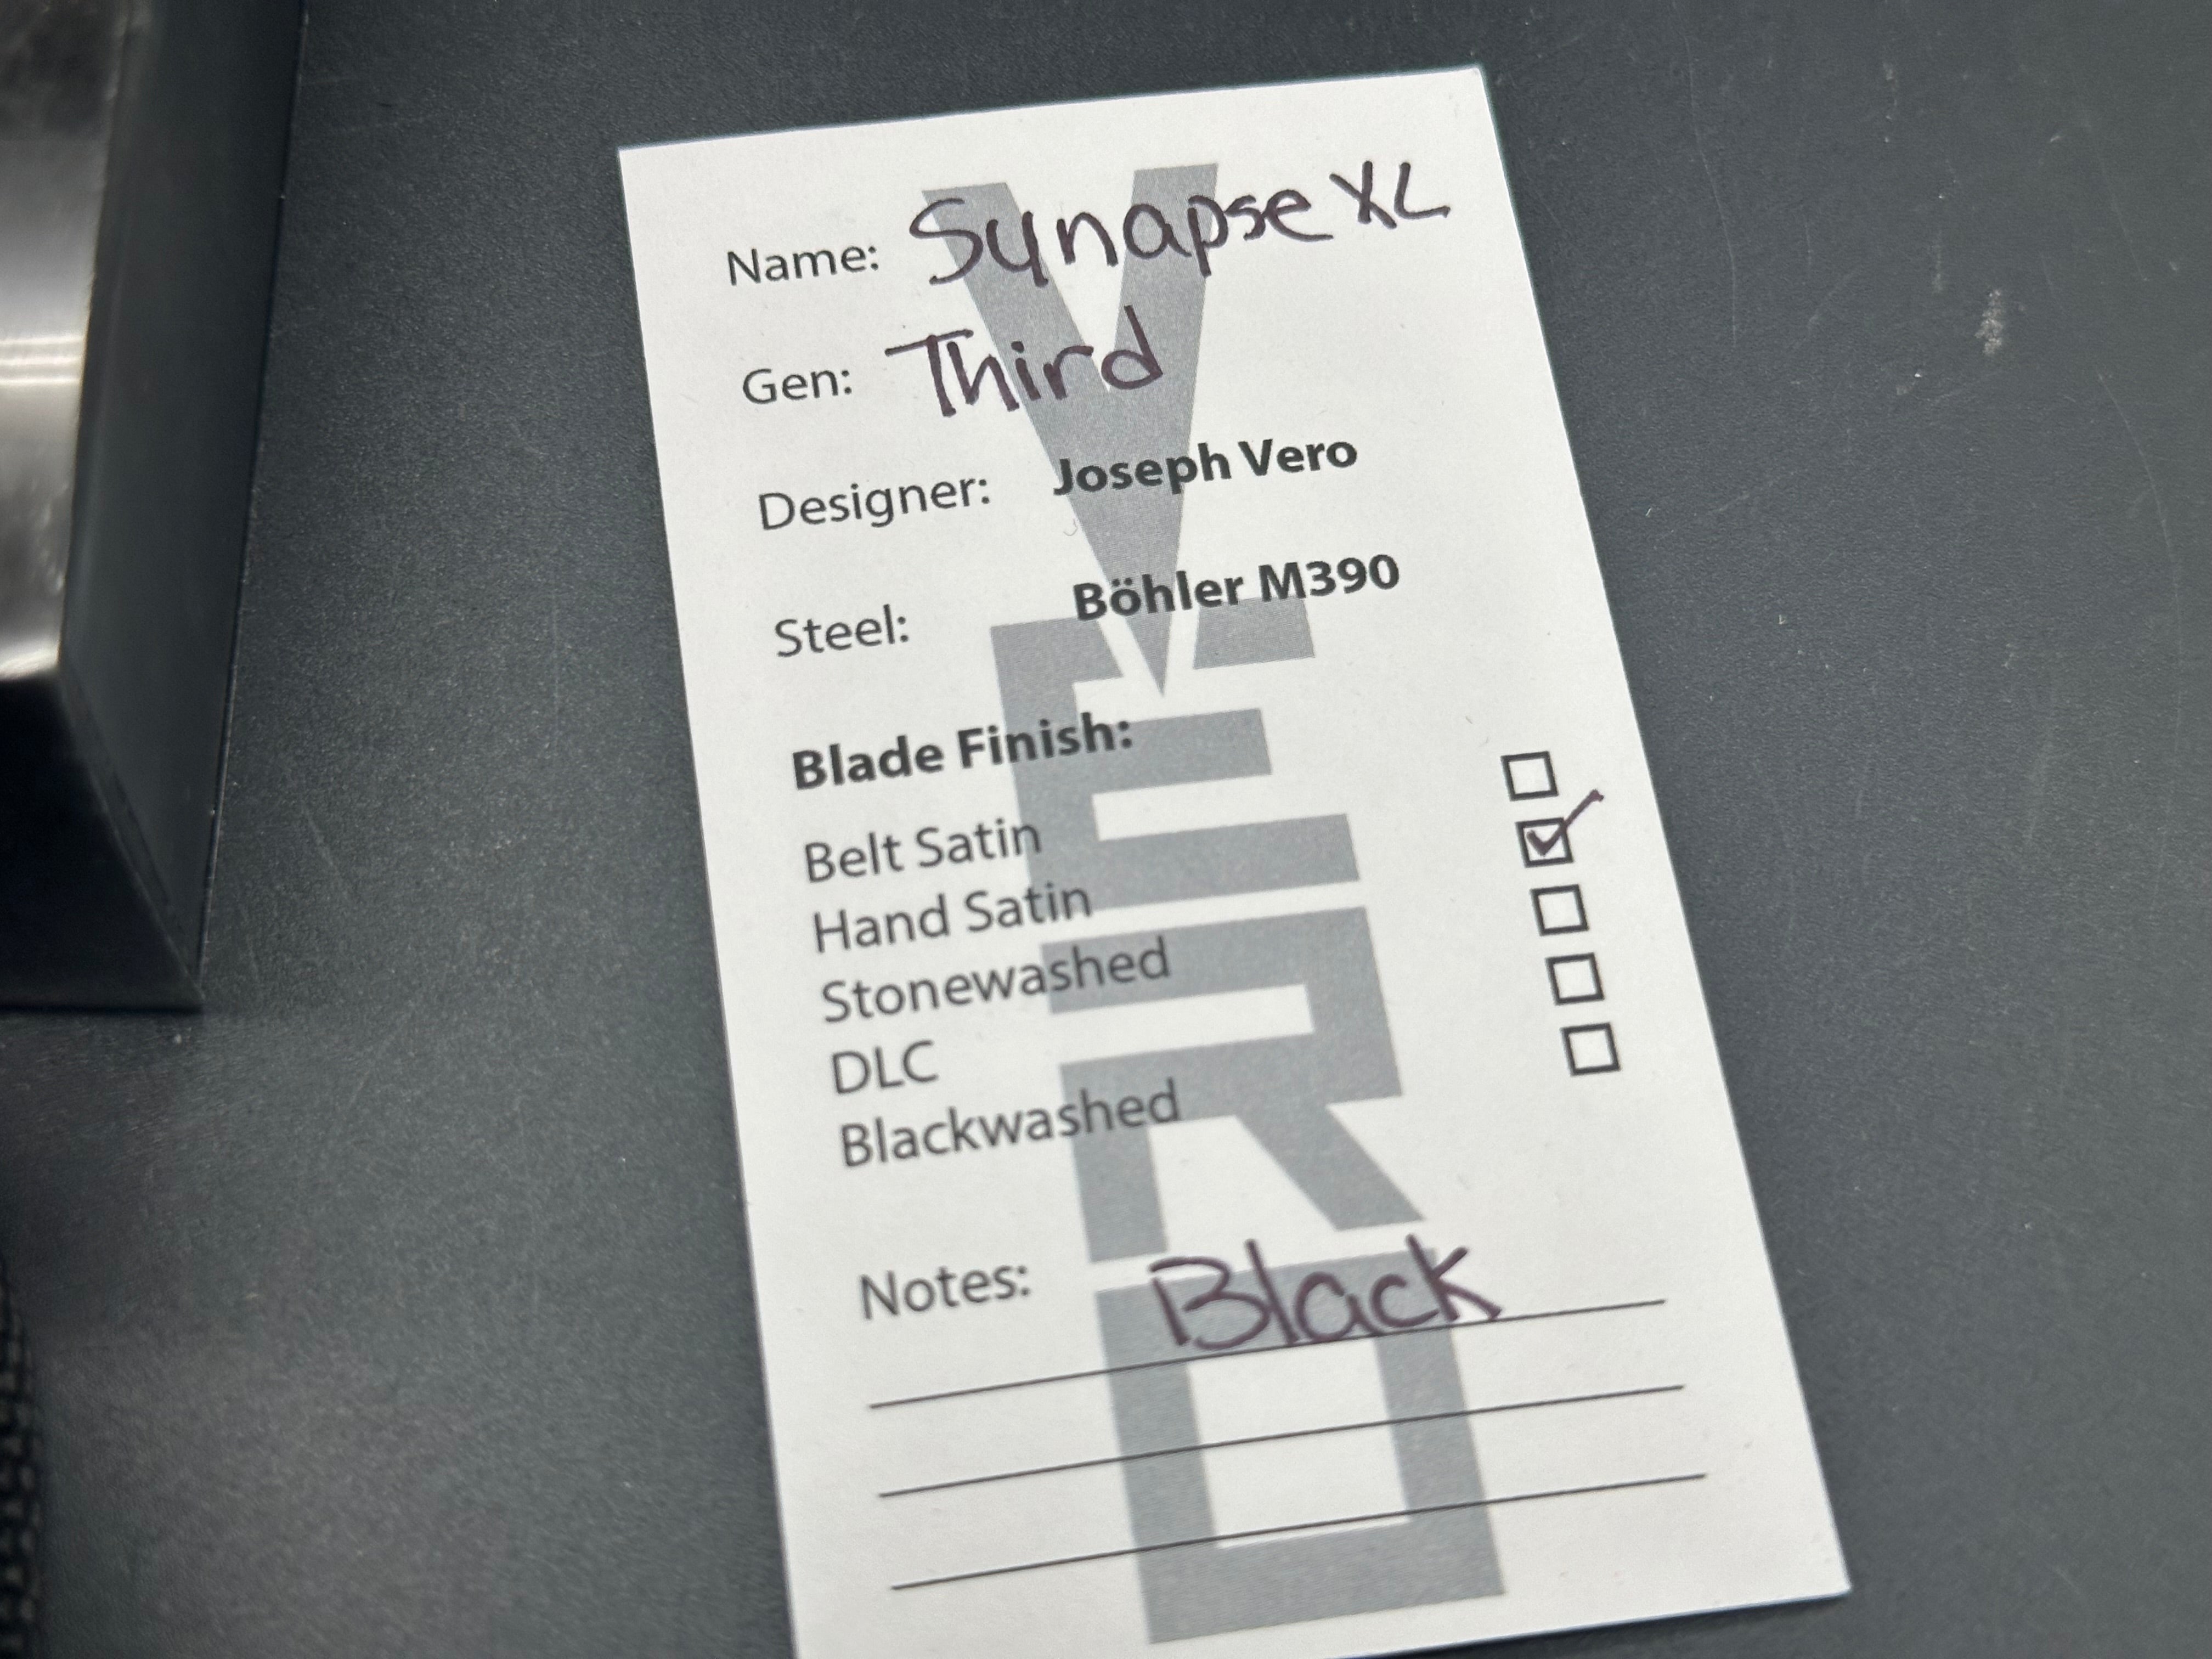 Name: Synapse XL
Gen: Third
Designer: Joseph Vero
Steel: Böhler M390
Blade Finish:
Belt Satin ☐
Hand Satin ☑
Stonewashed ☐
DLC ☐
Blackwashed ☐
Notes: Black
VERO